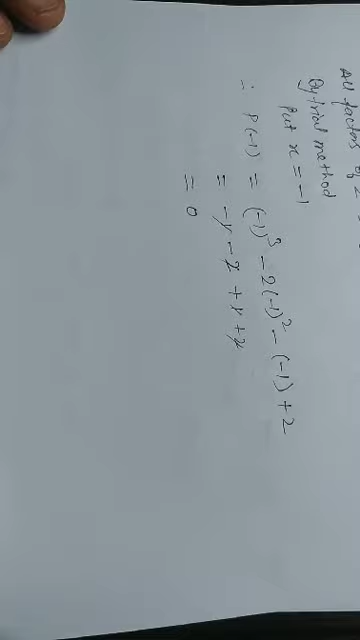 All factors of 2
By trial method
Put x = -1
∴ P(-1) = (-1)³ - 2(-1)² - (-1) + 2
= -1 - 2 + 1 + 2
= 0